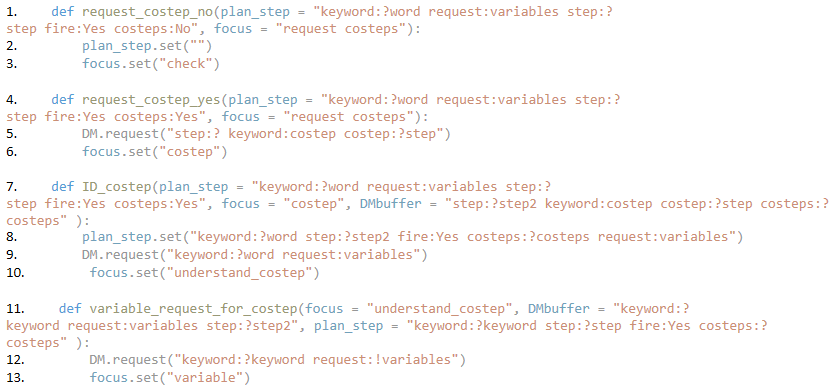 1. def request_costep_no(plan_step = "keyword:?word request:variables step:?
step fire:Yes costeps:No", focus = "request costeps"):
2. plan_step.set("")
3. focus.set("check")
4. def request_costep_yes(plan_step = "keyword:?word request:variables step:?
step fire:Yes costeps:Yes", focus = "request costeps"):
5. DM.request("step:? keyword:costep costep:?step")
6. focus.set("costep")
7. def ID_costep(plan_step = "keyword:?word request:variables step:?
step fire:Yes costeps:Yes", focus = "costep", DMbuffer = "step:?step2 keyword:costep costep:?step costeps:?
costeps" ):
8. plan_step.set("keyword:?word step:?step2 fire:Yes costeps:?costeps request:variables")
9. DM.request("keyword:?word request:variables")
10. focus.set("understand_costep")
11. def variable_request_for_costep(focus = "understand_costep", DMbuffer = "keyword:?
keyword request:variables step:?step2", plan_step = "keyword:?keyword step:?step fire:Yes costeps:?
costeps" ):
12. DM.request("keyword:?keyword request:!variables")
13. focus.set("variable")